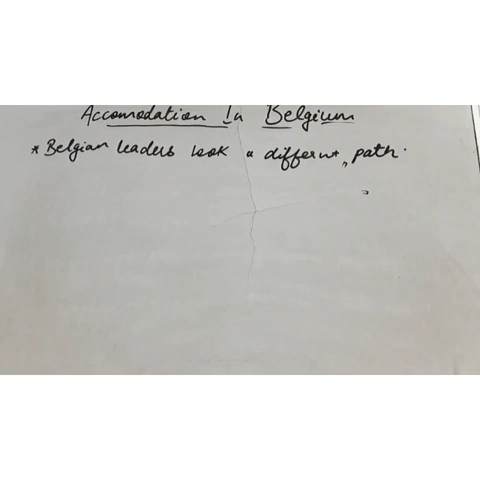 Accomodation In Belgium
* Belgian leaders took a different path.